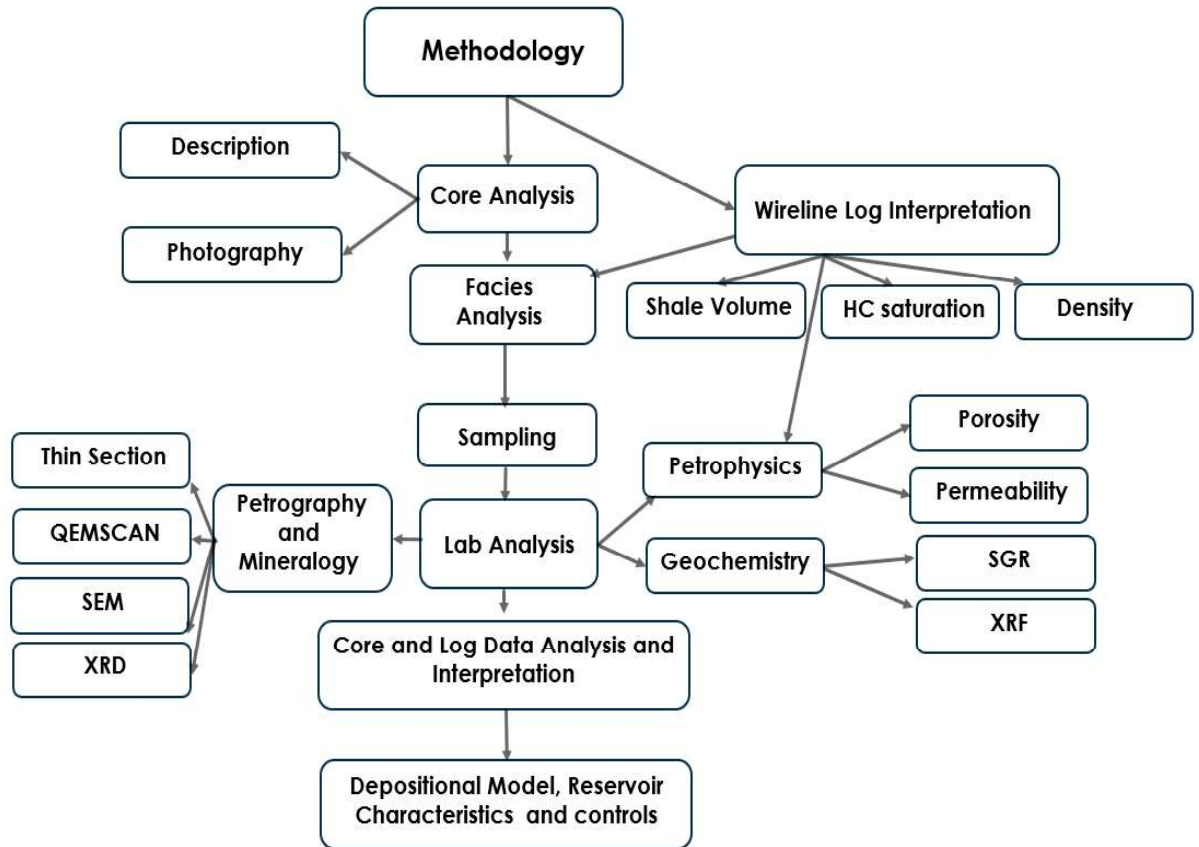 Methodology
Description
Core Analysis
Wireline Log Interpretation
Photography
Facies
Analysis
Shale Volume
HC saturation
Density
Sampling
Petrophysics
Porosity
Permeability
Thin Section
QEMSCAN
SEM
XRD
Petrography
and
Mineralogy
Lab Analysis
Geochemistry
SGR
XRF
Core and Log Data Analysis and
Interpretation
Depositional Model, Reservoir
Characteristics and controls